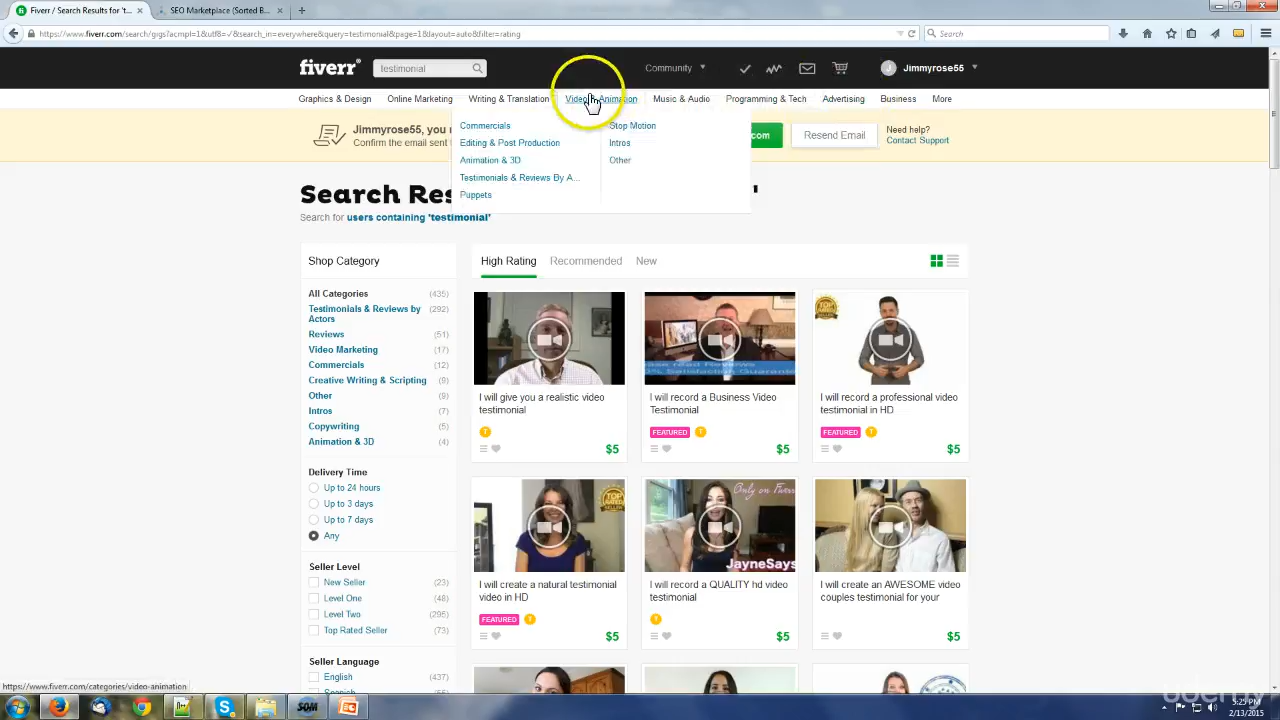 Fiverr / Search Results for 't...
SEO Marketplace (Sorted B...
https://www.fiverr.com/search/gigs?acmpl=1&utf8=√&search_in=everywhere&query=testimonial&page=1&layout=auto&filter=rating
Search
fiverr®
testimonial
Community
J
Jimmyrose55
Graphics & Design
Online Marketing
Writing & Translation
Video Animation
Music & Audio
Programming & Tech
Advertising
Business
More
Jimmyrose55, you
Confirm the email sent
.com
Resend Email
Need help?
Contact Support
Commercials
Editing & Post Production
Animation & 3D
Testimonials & Reviews By A...
Puppets
Stop Motion
Intros
Other
Search Res
Search for users containing 'testimonial'
Shop Category
High Rating
Recommended
New
All Categories (435)
Testimonials & Reviews by (292)
Actors
Reviews (51)
Video Marketing (17)
Commercials (12)
Creative Writing & Scripting (9)
Other (9)
Intros (7)
Copywriting (5)
Animation & 3D (4)
Delivery Time
Up to 24 hours
Up to 3 days
Up to 7 days
Any
Seller Level
New Seller (23)
Level One (48)
Level Two (295)
Top Rated Seller (73)
Seller Language
English (437)
I will give you a realistic video
testimonial
T
$5
I will record a Business Video
Testimonial
FEATURED T
$5
I will record a professional video
testimonial in HD
FEATURED T
$5
I will create a natural testimonial
video in HD
FEATURED T
$5
Only on Fiverr
JayneSays
I will record a QUALITY hd video
testimonial
T
$5
I will create an AWESOME video
couples testimonial for your
$5
https://www.fiverr.com/categories/video-animation
SOM
udemy
5:25 PM
2/13/2015